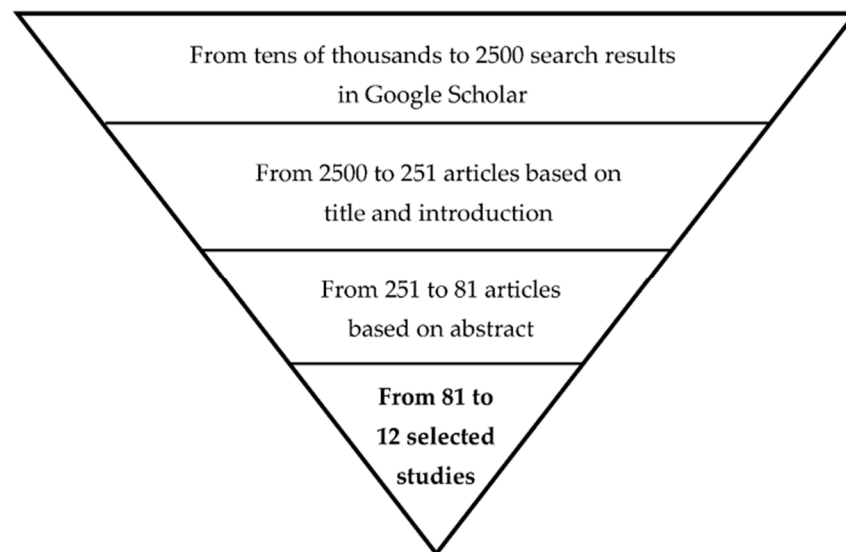 From tens of thousands to 2500 search results
in Google Scholar
From 2500 to 251 articles based on
title and introduction
From 251 to 81 articles
based on abstract
From 81 to
12 selected
studies